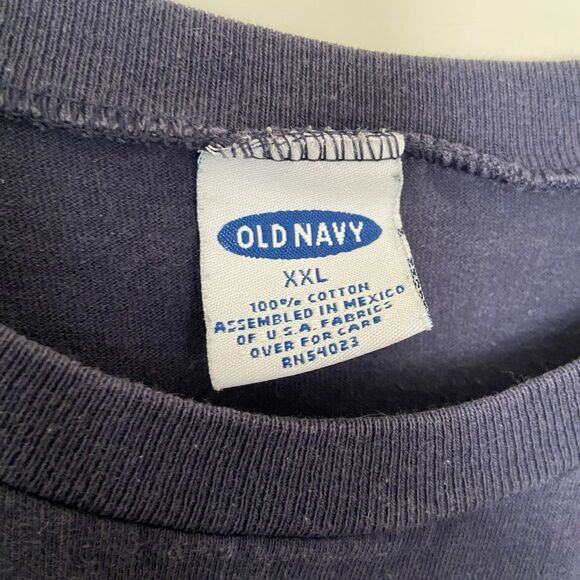 OLD NAVY
XXL
100% COTTON
ASSEMBLED IN MEXICO
OF U.S.A. FABRICS
OVER FOR CARE
RN54023